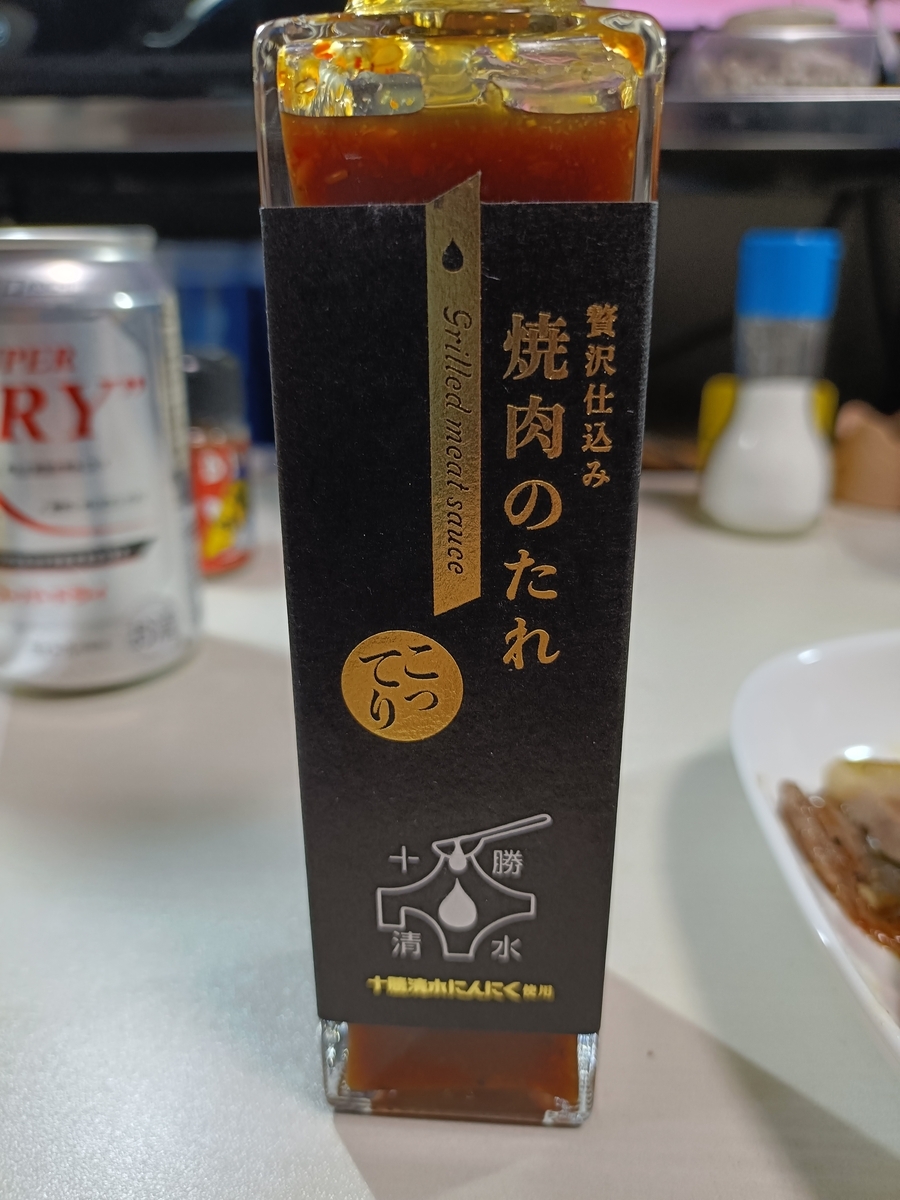 贅沢仕込み
焼肉のたれ
Grilled meat sauce
こってり
十勝
清水
十勝清水にんにく使用
PER
RY"